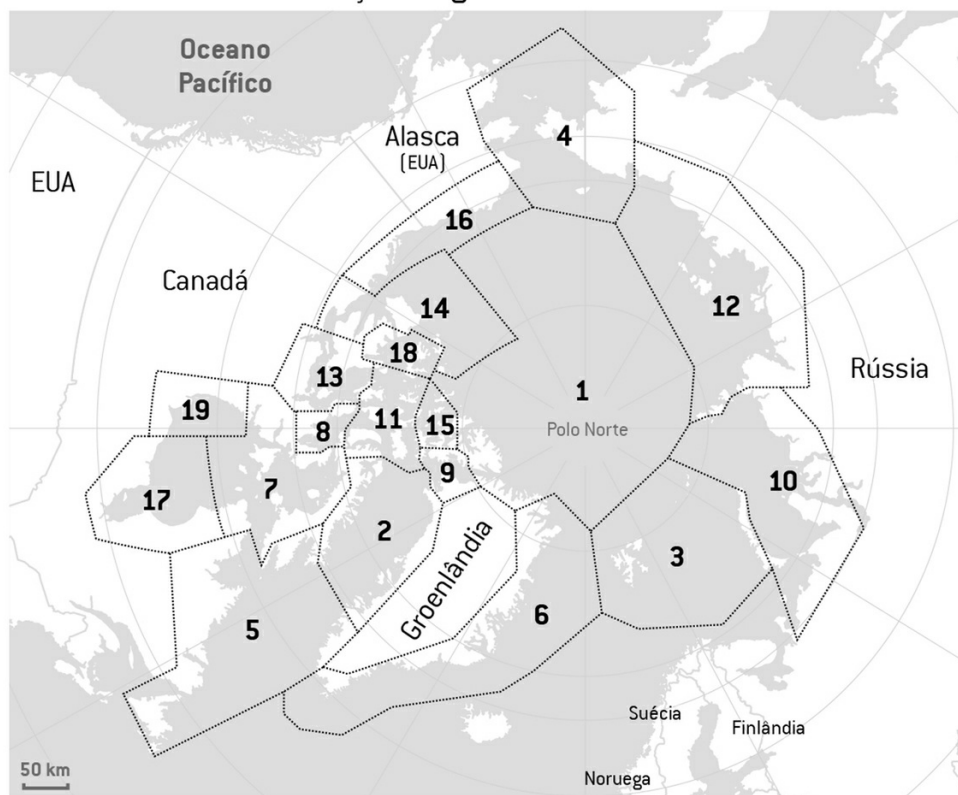 Oceano
Pacífico
Alasca
(EUA)
4
EUA
16
Canadá
14
12
18
13
Rússia
1
19
11
15
8
Polo Norte
9
7
10
17
2
3
Groenlândia
6
5
Suécia
Finlândia
50 km
Noruega